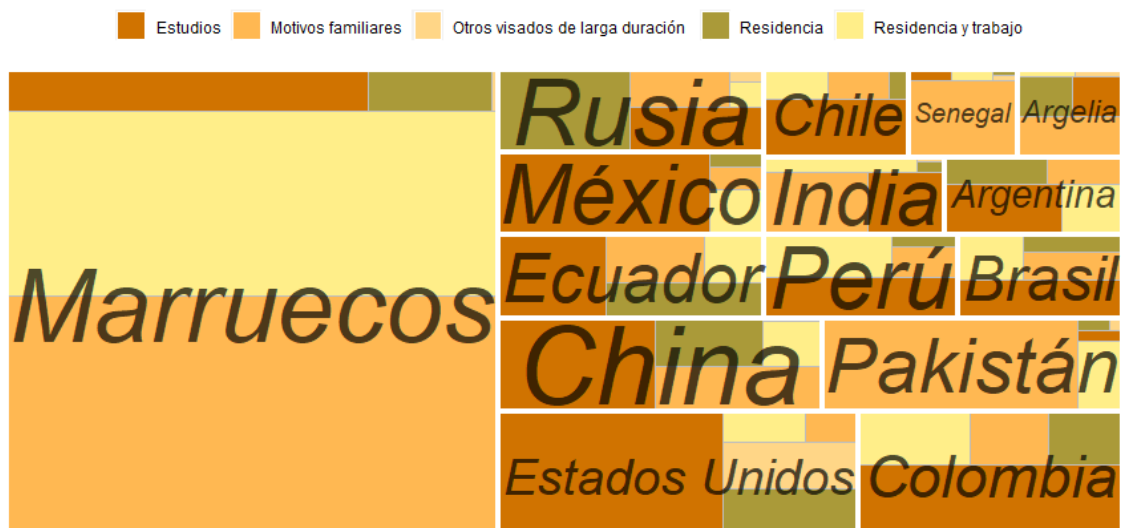 Estudios Motivos familiares Otros visados de larga duración Residencia Residencia y trabajo
Marruecos
Rusia Chile Senegal Argelia
México India Argentina
Ecuador Perú Brasil
China Pakistán
Estados Unidos Colombia